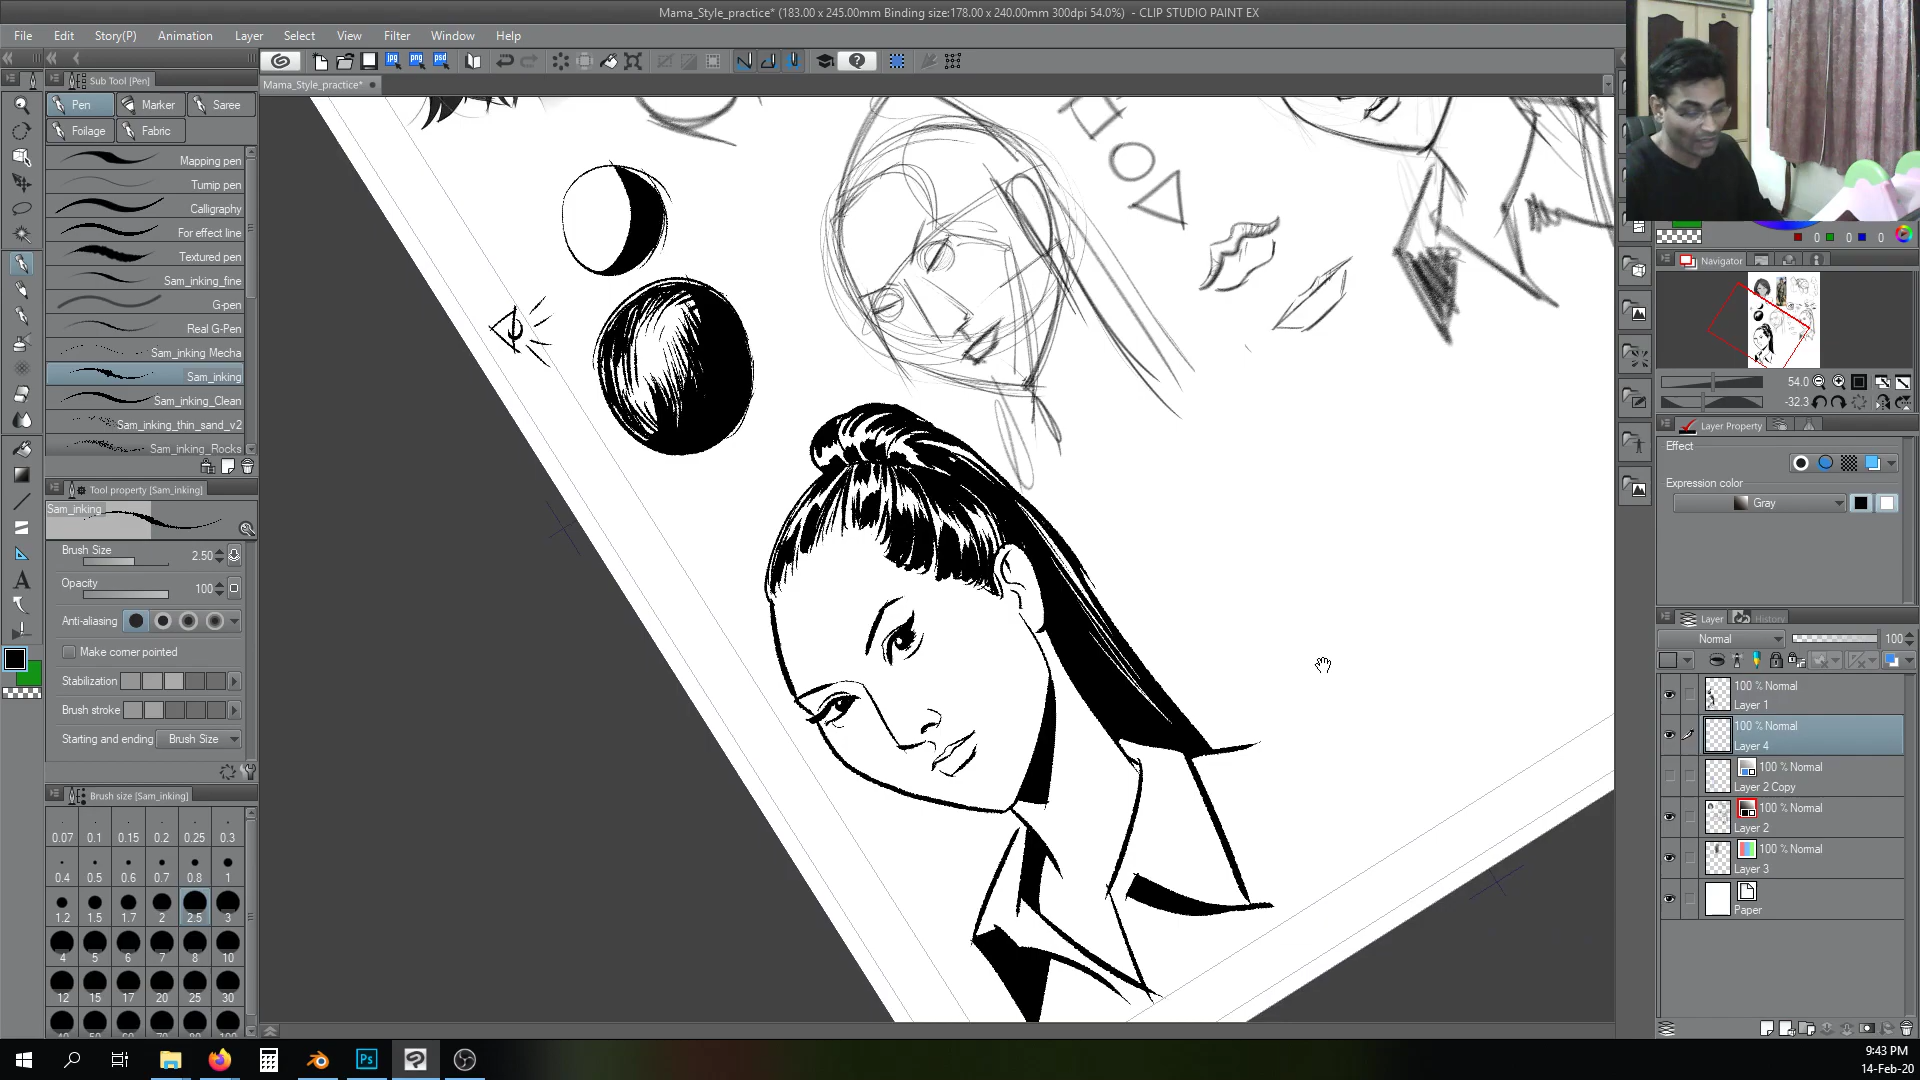 Mama_Style_practice* (183.00 x 245.00mm Binding size:178.00 x 240.00mm 300dpi 54.0%) - CLIP STUDIO PAINT EX
File Edit Story(P) Animation Layer Select View Filter Window Help
Sub Tool [Pen]
Mama_Style_practice*
Pen Marker Saree
Foilage Fabric
Mapping pen
Turnip pen
Calligraphy
For effect line
Textured pen
Sam_inking_fine
G-pen
Real G-Pen
Sam_inking Mecha
Sam_inking
Sam_inking_Clean
Sam_inking_thin_sand_v2
Sam_inking_Rocks
Tool property [Sam_inking]
Sam_inking
Brush Size 2.50
Opacity 100
Anti-aliasing
Make corner pointed
Stabilization
Brush stroke
Starting and ending Brush Size
Brush size [Sam_inking]
0.07 0.1 0.15 0.2 0.25 0.3
0.4 0.5 0.6 0.7 0.8 1
1.2 1.5 1.7 2 2.5 3
4 5 6 7 8 10
12 15 17 20 25 30
0 0 0
Navigator
54.0
-32.3
Layer Property
Effect
Expression color
Gray
Layer History
Normal 100
100 % Normal
Layer 1
100 % Normal
Layer 4
100 % Normal
Layer 2 Copy
100 % Normal
Layer 2
100 % Normal
Layer 3
Paper
Ps
9:43 PM
14-Feb-20